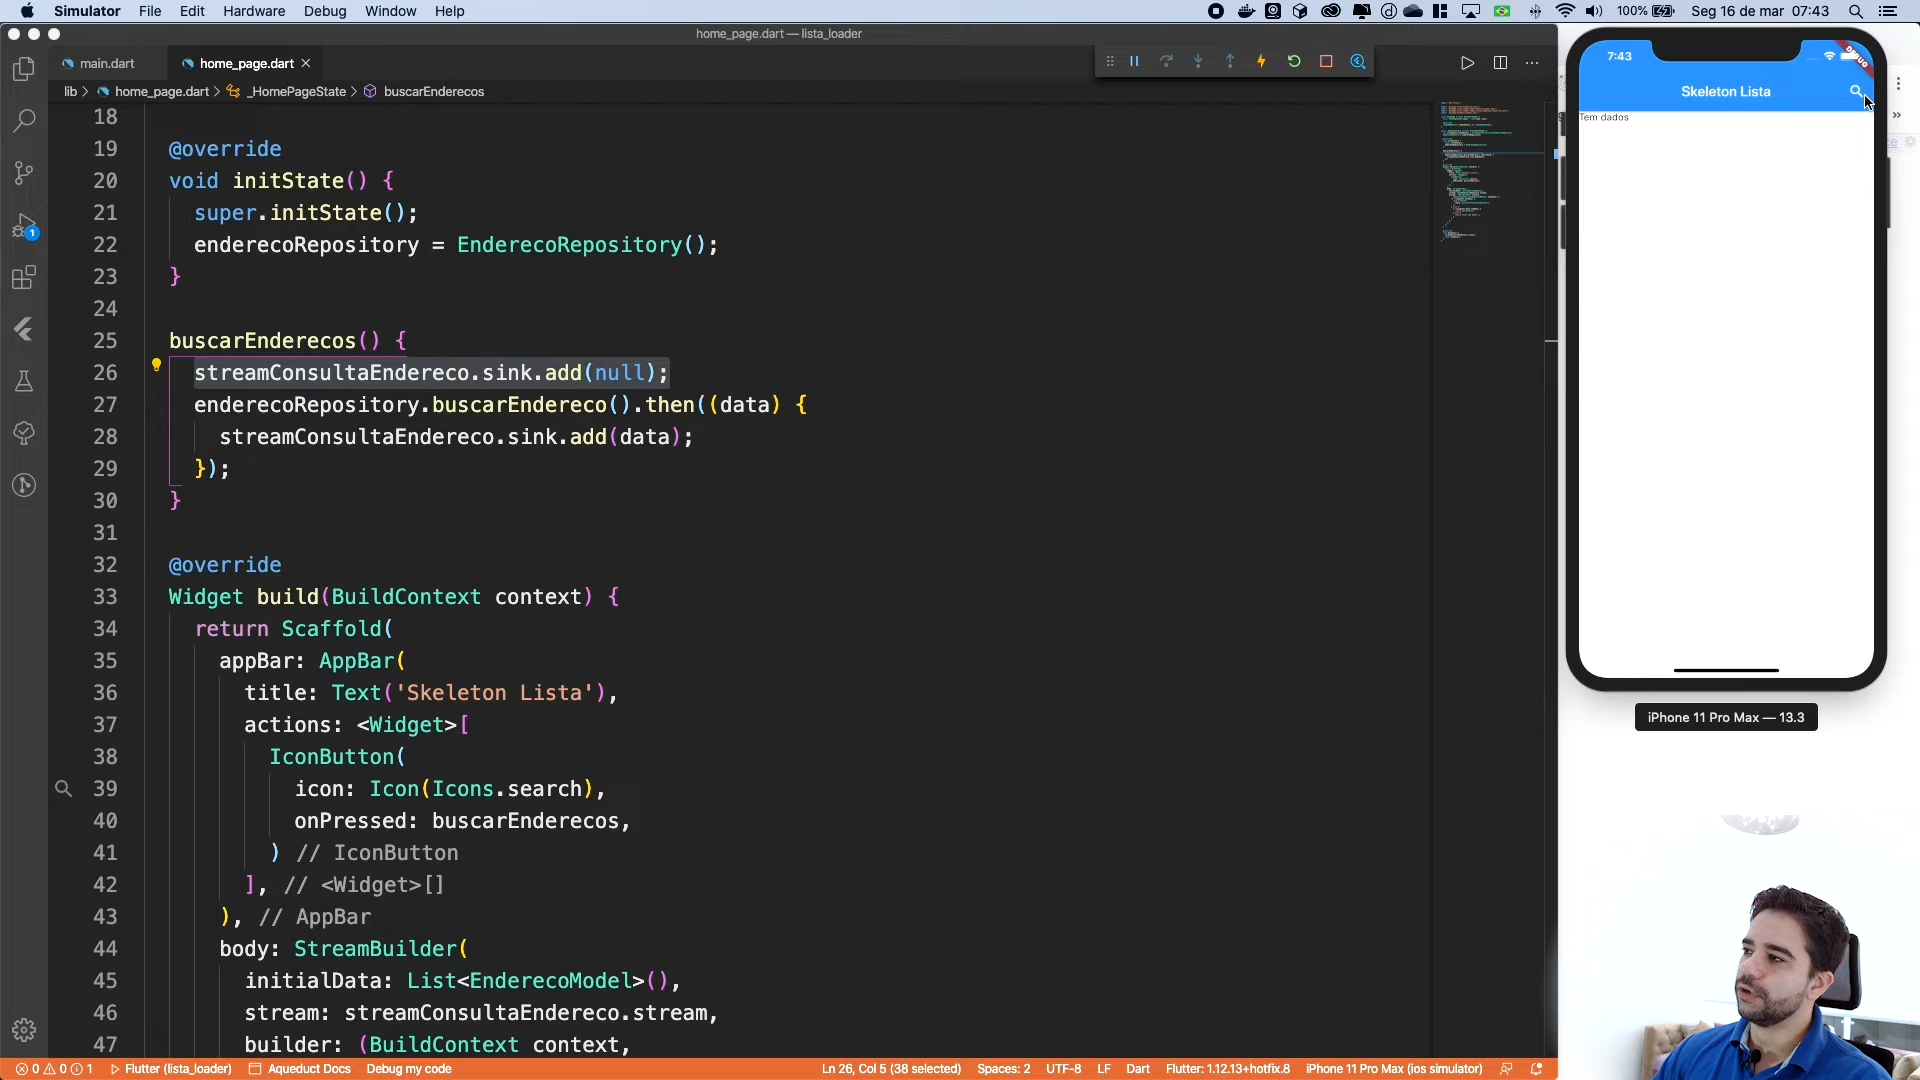 Simulator File Edit Hardware Debug Window Help
100% Seg 16 de mar 07:43
home_page.dart — lista_loader
main.dart
home_page.dart
lib > home_page.dart > _HomePageState > buscarEnderecos
18
19 @override
20 void initState() {
21 super.initState();
22 enderecoRepository = EnderecoRepository();
23 }
24
25 buscarEnderecos() {
26 streamConsultaEndereco.sink.add(null);
27 enderecoRepository.buscarEndereco().then((data) {
28 streamConsultaEndereco.sink.add(data);
29 });
30 }
31
32 @override
33 Widget build(BuildContext context) {
34 return Scaffold(
35 appBar: AppBar(
36 title: Text('Skeleton Lista'),
37 actions: <Widget>[
38 IconButton(
39 icon: Icon(Icons.search),
40 onPressed: buscarEnderecos,
41 ) // IconButton
42 ], // <Widget>[]
43 ), // AppBar
44 body: StreamBuilder(
45 initialData: List<EnderecoModel>(),
46 stream: streamConsultaEndereco.stream,
47 builder: (BuildContext context,
1
0 0 1 Flutter (lista_loader) Aqueduct Docs Debug my code
Ln 26, Col 5 (38 selected) Spaces: 2 UTF-8 LF Dart Flutter: 1.12.13+hotfix.8 iPhone 11 Pro Max (ios simulator)
7:43
DEBUG
Skeleton Lista
Tem dados
iPhone 11 Pro Max — 13.3